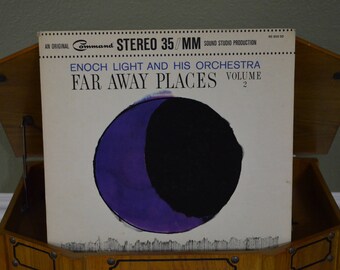 AN ORIGINAL Command STEREO 35/MM SOUND STUDIO PRODUCTION
ENOCH LIGHT AND HIS ORCHESTRA
FAR AWAY PLACES VOLUME 2